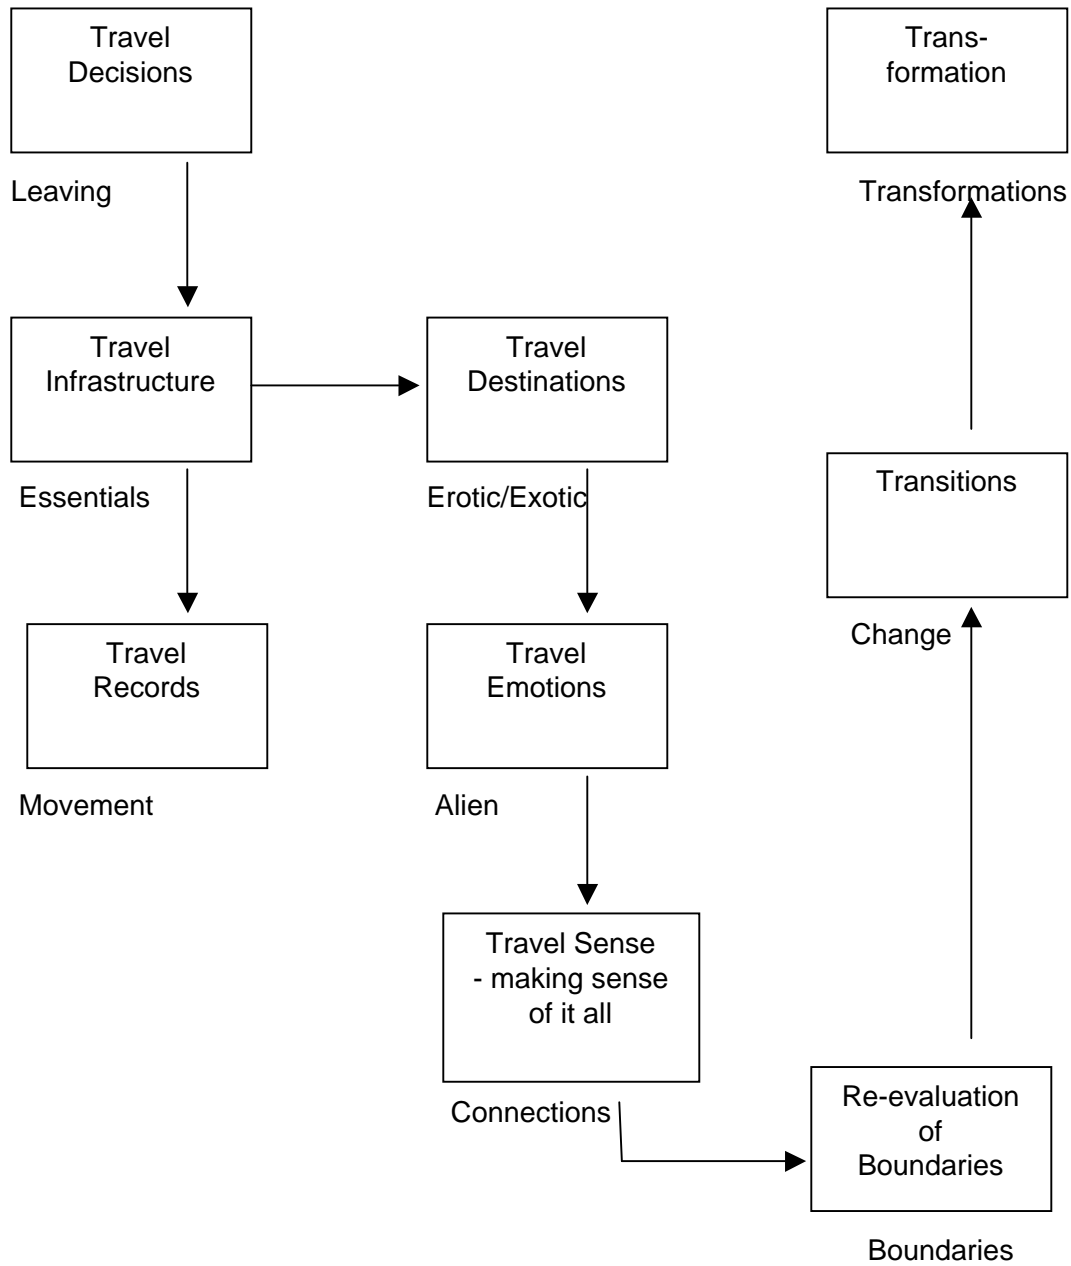 Travel
Decisions
Leaving
Travel
Infrastructure
Essentials
Travel
Records
Movement
Travel
Destinations
Erotic/Exotic
Travel
Emotions
Alien
Travel Sense
- making sense
of it all
Connections
Re-evaluation
of
Boundaries
Boundaries
Transitions
Change
Trans-
formation
Transformations